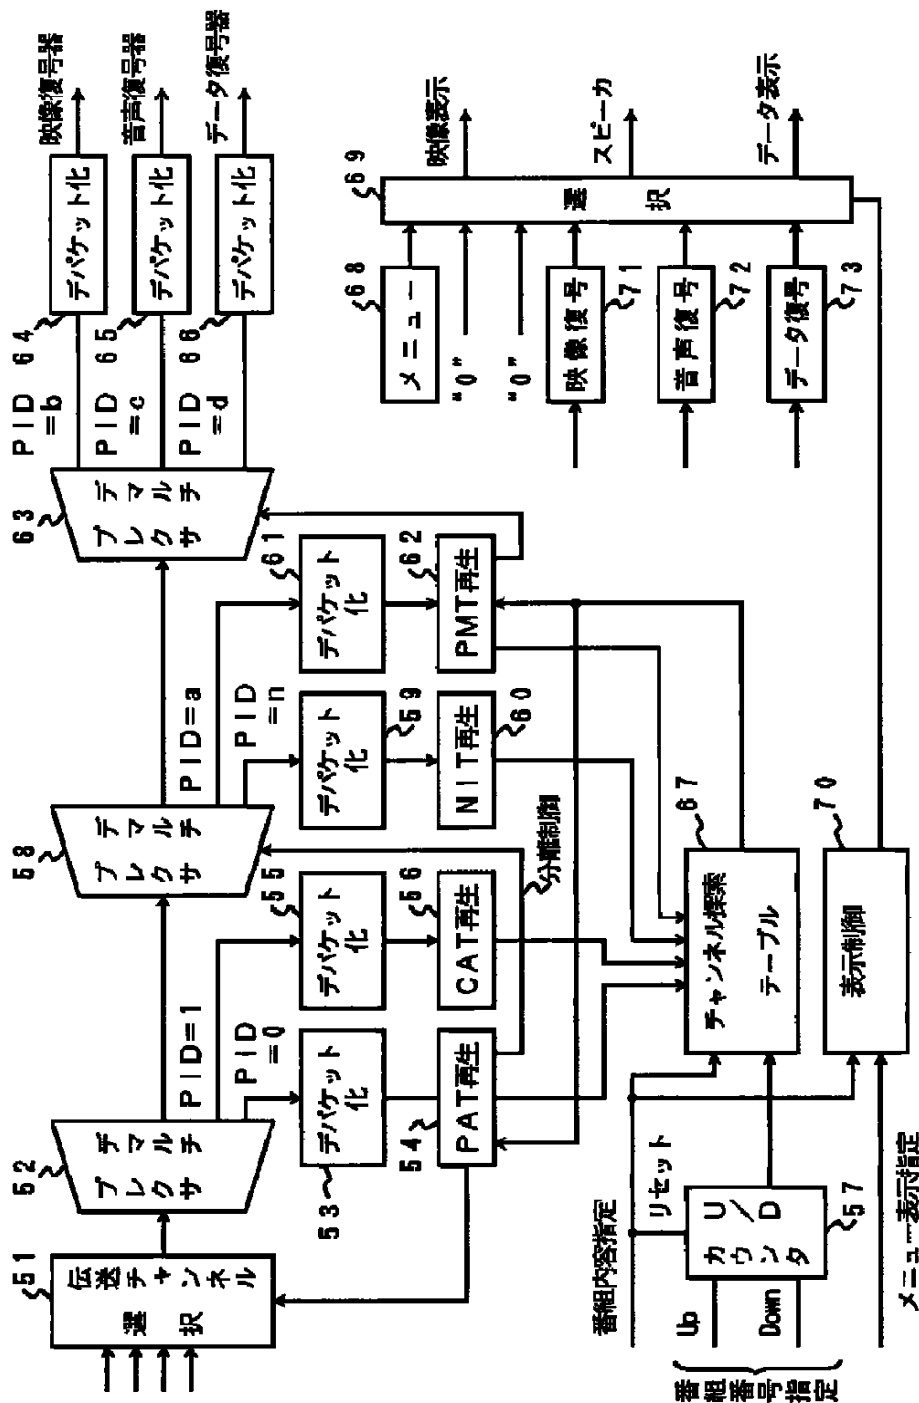 51
伝送チャンネル
選択
52
デマルチ
プレクサ
PID=1
PID
=0
53
デパケット
化
54
PAT再生
55
デパケット
化
56
CAT再生
分離制御
58
デマルチ
プレクサ
PID=a
PID
=n
59
デパケット
化
60
NIT再生
61
デパケット
化
62
PMT再生
63
デマルチ
プレクサ
PID
=b
64
デパケット化
映像復号器
PID
=c
65
デパケット化
音声復号器
PID
=d
66
デパケット化
データ復号器
番組内容指定
リセット
Up
Down
番組番号指定
U/D
カウンタ
57
メニュー表示指定
チャンネル探索
テーブル
67
表示制御
70
68
メニュー
"0"
"0"
映像復号
71
音声復号
72
データ復号
73
69
選択
映像表示
スピーカ
データ表示